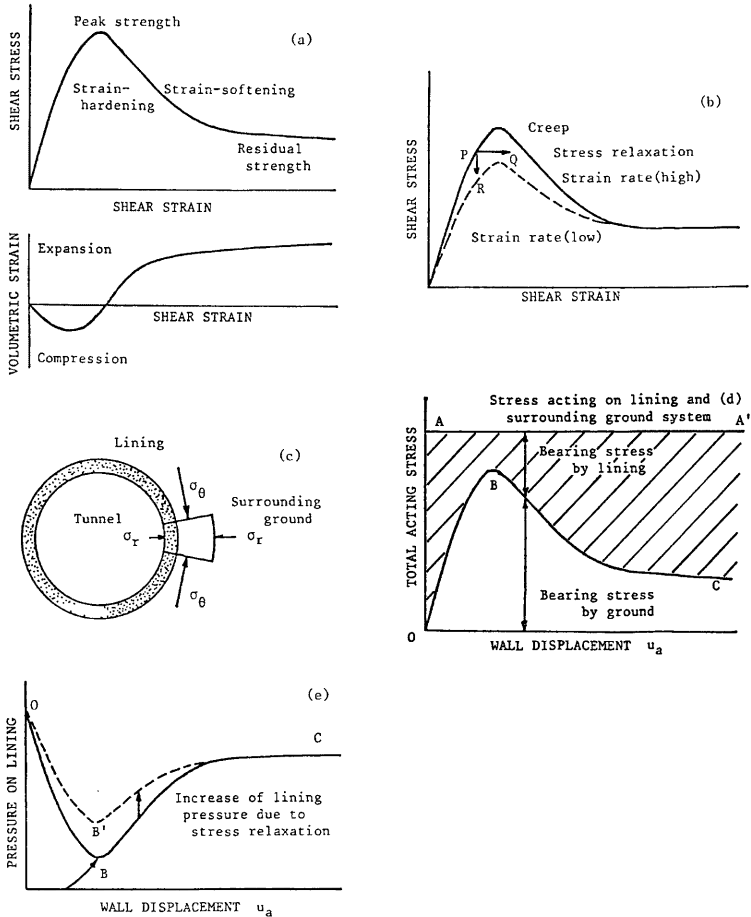 (a)
Peak strength
Strain-
hardening
Strain-softening
Residual
strength
SHEAR STRESS
SHEAR STRAIN
Expansion
Compression
VOLUMETRIC STRAIN
SHEAR STRAIN
(b)
Creep
Stress relaxation
Strain rate(high)
P
Q
R
Strain rate(low)
SHEAR STRESS
SHEAR STRAIN
(c)
Lining
Tunnel
Surrounding
ground
σθ
σr
σr
σθ
Stress acting on lining and (d)
surrounding ground system
A
A'
Bearing stress
by lining
B
C
Bearing stress
by ground
O
TOTAL ACTING STRESS
WALL DISPLACEMENT ua
(e)
O
C
B'
B
Increase of lining
pressure due to
stress relaxation
PRESSURE ON LINING
WALL DISPLACEMENT ua